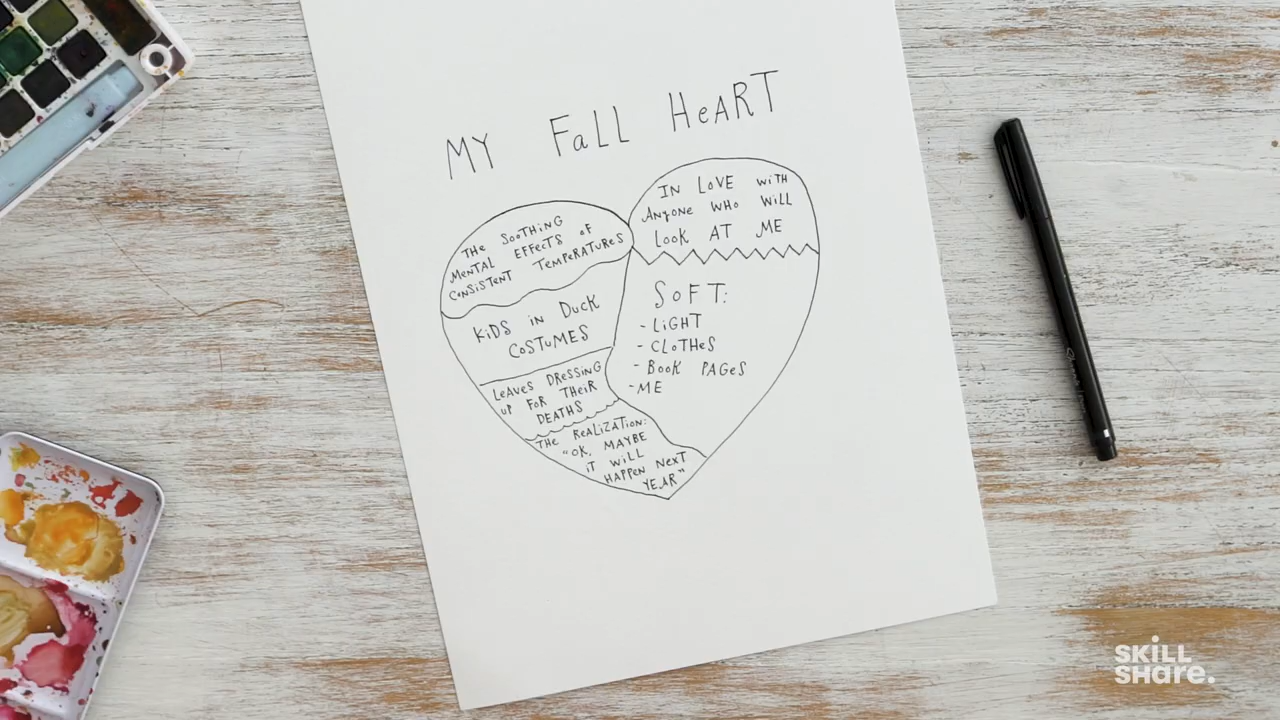 MY FaLL HeART
THE SooTHiNG
MeNTAL EFFecTS oF
CoNSiSTENT TeMPeRATUReS
KiDS iN DucK
CoSTuMES
LeAVES DRessiNG
uP FoR THeiR
DEATHS
THe ReALiZATioN:
"OK, MAYBE
iT WiLL
HAPPEN NeXT
YEAR"
IN LoVE WiTH
ANYoNE WHo WiLL
LooK AT ME
SoFT:
- LiGHT
- CLoTHeS
- BooK PAGeS
- ME
SKiLL
SHaRe.